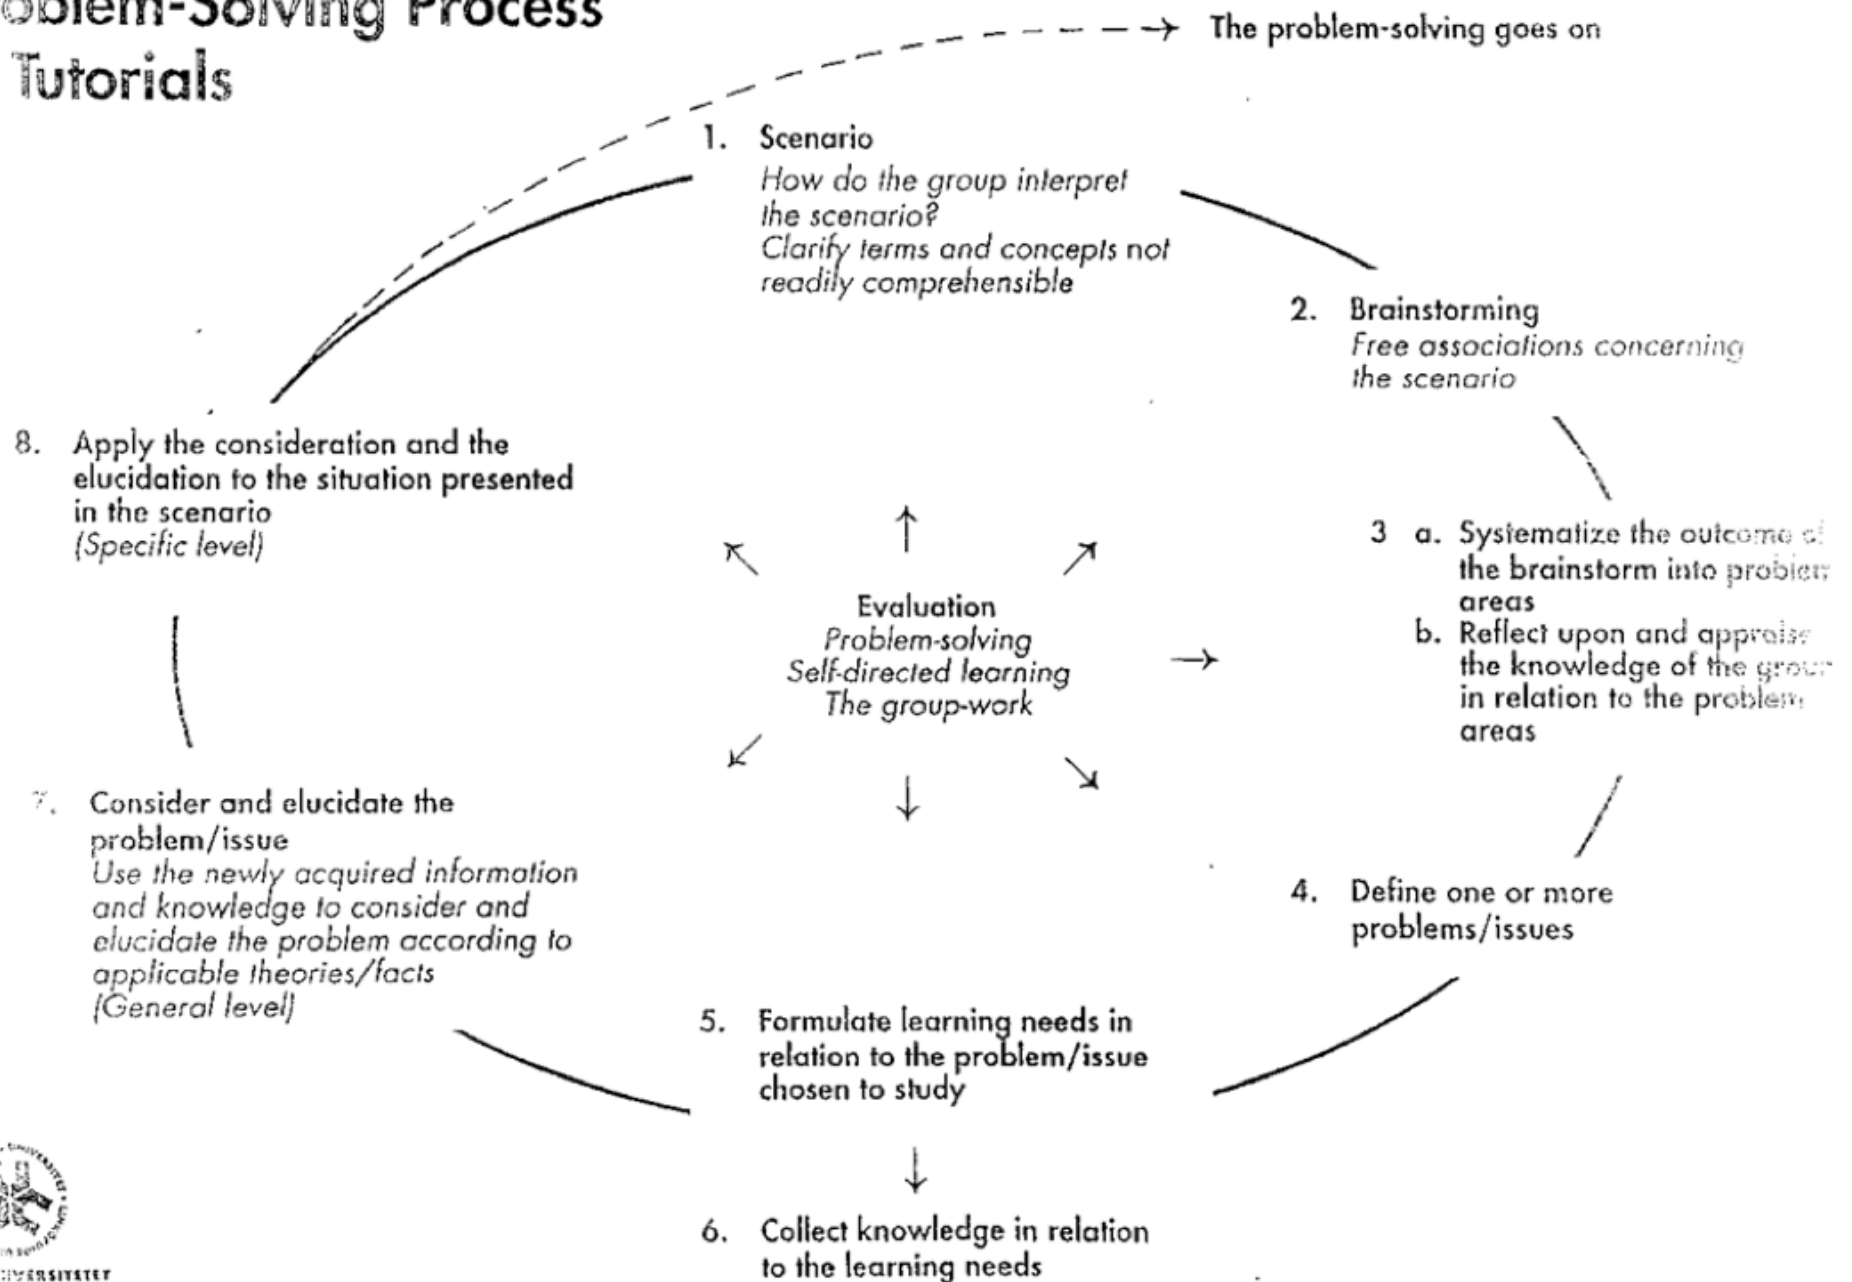 oblem-Solving Process
Tutorials
The problem-solving goes on
1. Scenario
How do the group interpret
the scenario?
Clarify terms and concepts not
readily comprehensible
2. Brainstorming
Free associations concerning
the scenario
3 a. Systematize the outcome of
the brainstorm into problem
areas
b. Reflect upon and appraise
the knowledge of the group
in relation to the problem
areas
4. Define one or more
problems/issues
5. Formulate learning needs in
relation to the problem/issue
chosen to study
6. Collect knowledge in relation
to the learning needs
7. Consider and elucidate the
problem/issue
Use the newly acquired information
and knowledge to consider and
elucidate the problem according to
applicable theories/facts
(General level)
8. Apply the consideration and the
elucidation to the situation presented
in the scenario
(Specific level)
Evaluation
Problem-solving
Self-directed learning
The group-work